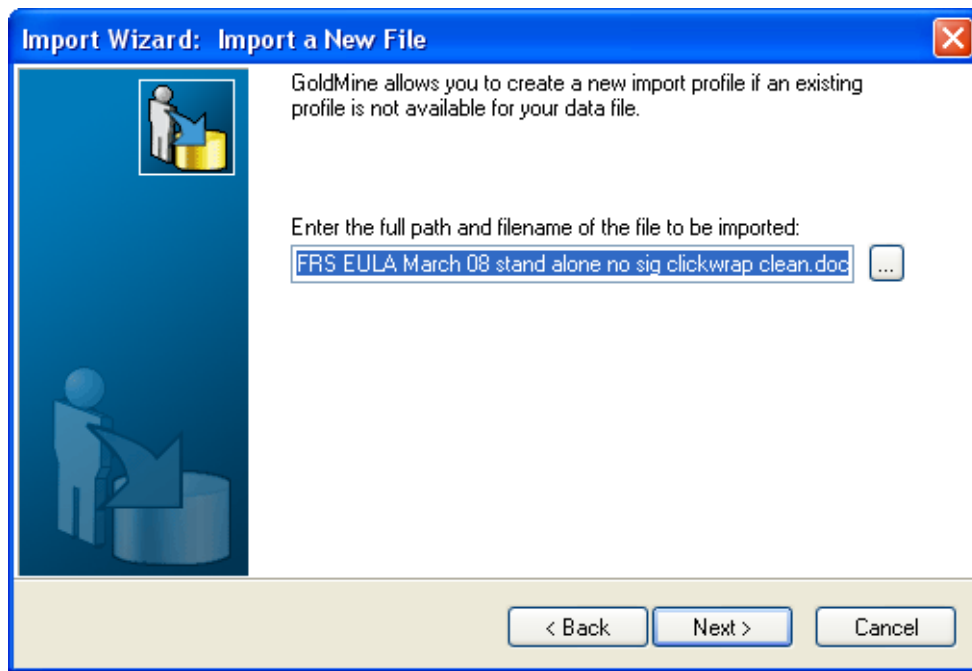 Import Wizard: Import a New File
GoldMine allows you to create a new import profile if an existing
profile is not available for your data file.
Enter the full path and filename of the file to be imported:
FRS EULA March 08 stand alone no sig clickwrap clean.doc
...
< Back
Next >
Cancel